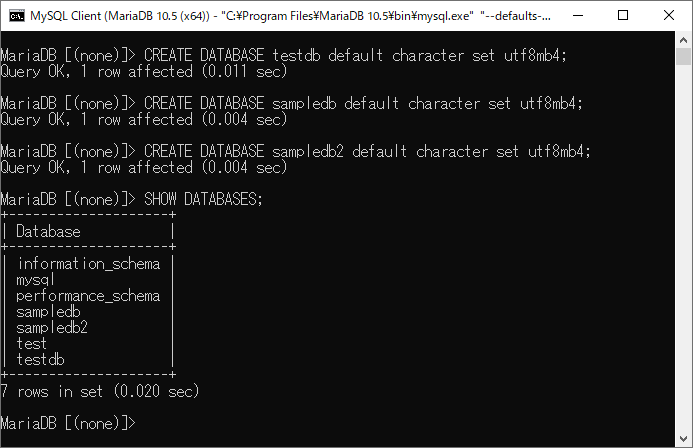 MySQL Client (MariaDB 10.5 (x64)) - "C:¥Program Files¥MariaDB 10.5¥bin¥mysql.exe"  "--defaults-...
MariaDB [(none)]> CREATE DATABASE testdb default character set utf8mb4;
Query OK, 1 row affected (0.011 sec)
MariaDB [(none)]> CREATE DATABASE sampledb default character set utf8mb4;
Query OK, 1 row affected (0.004 sec)
MariaDB [(none)]> CREATE DATABASE sampledb2 default character set utf8mb4;
Query OK, 1 row affected (0.004 sec)
MariaDB [(none)]> SHOW DATABASES;
+--------------------+
| Database           |
+--------------------+
| information_schema |
| mysql              |
| performance_schema |
| sampledb           |
| sampledb2          |
| test               |
| testdb             |
+--------------------+
7 rows in set (0.020 sec)
MariaDB [(none)]>